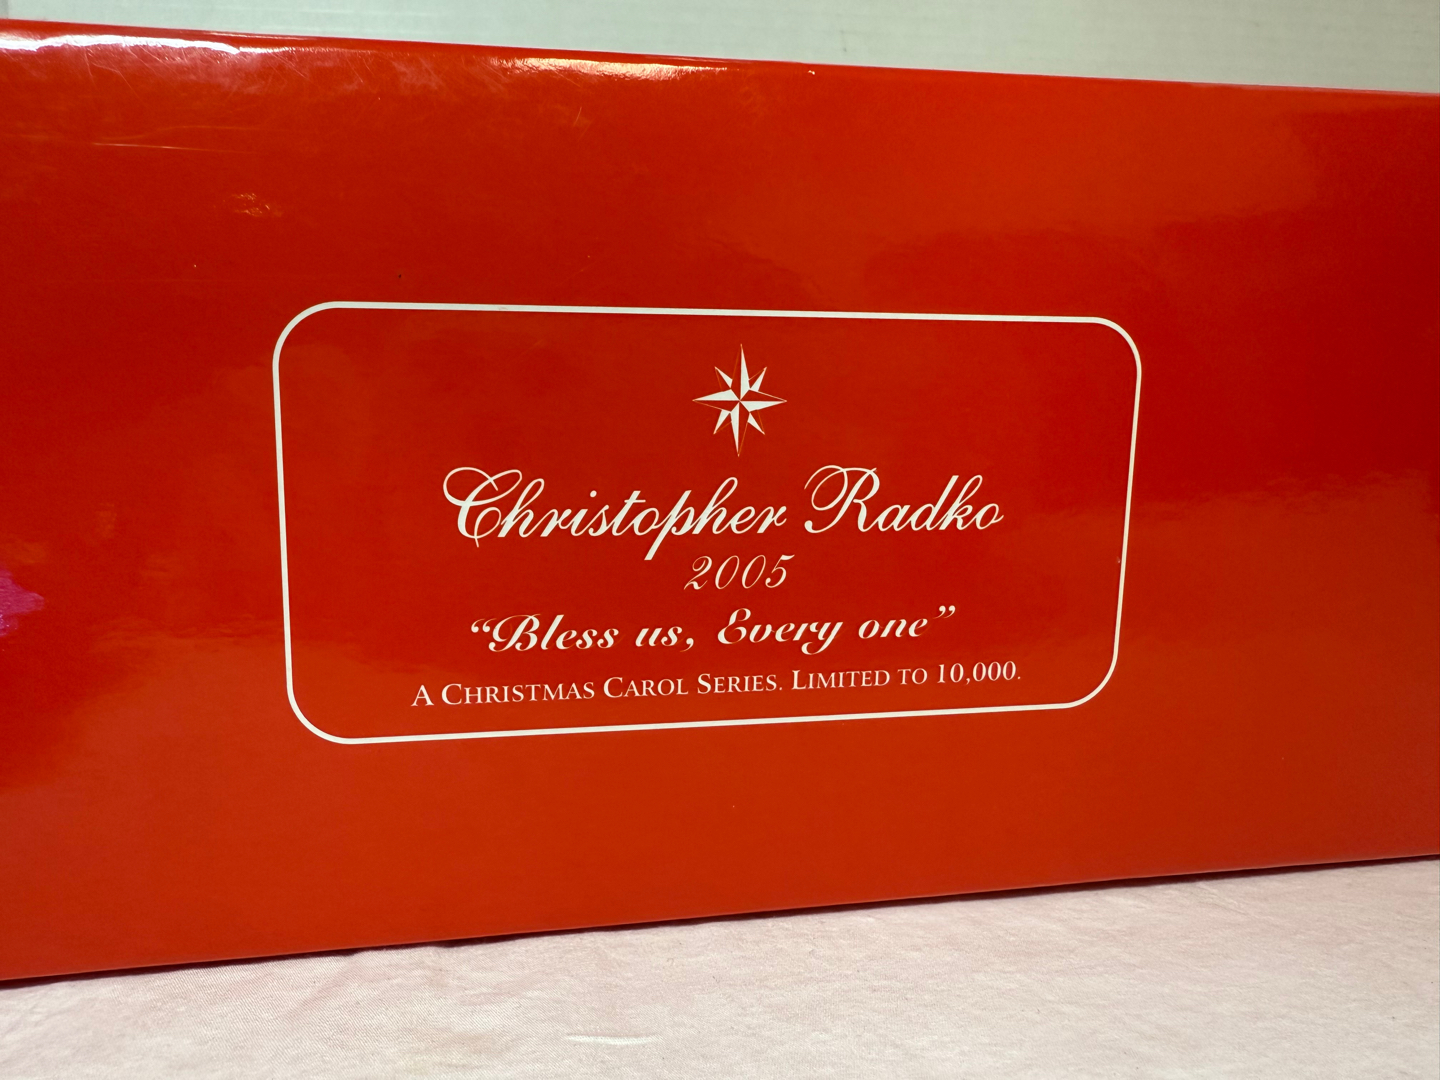 Christopher Radko
2005
“Bless us, Every one”
A CHRISTMAS CAROL SERIES. LIMITED TO 10,000.